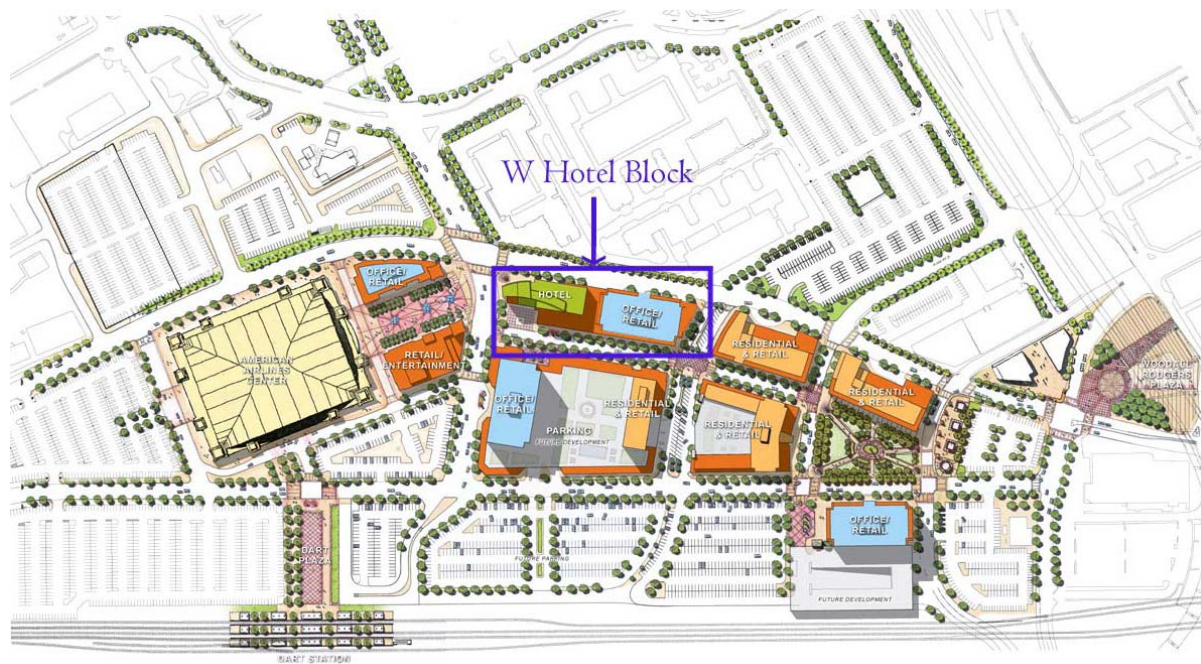 W Hotel Block
OFFICE/
RETAIL
HOTEL
OFFICE/
RETAIL
AMERICAN
AIRLINES
CENTER
RETAIL/
ENTERTAINMENT
RESIDENTIAL
& RETAIL
WOODALL
RODGERS
PLAZA
OFFICE/
RETAIL
RESIDENTIAL
& RETAIL
RESIDENTIAL
& RETAIL
RESIDENTIAL
& RETAIL
PARKING
FUTURE DEVELOPMENT
OFFICE/
RETAIL
DART
PLAZA
FUTURE PARKING
FUTURE DEVELOPMENT
DART STATION